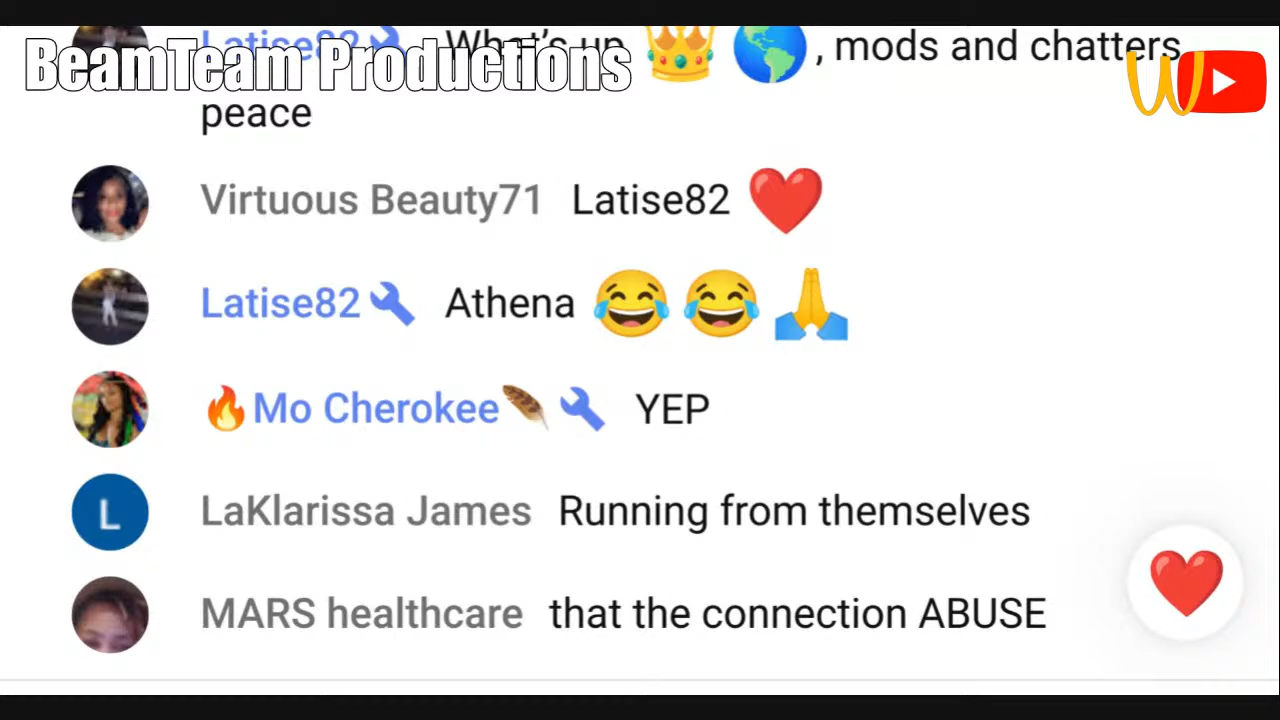 Latise82 What's up 👑 🌎, mods and chatters
BeamTeam Productions
peace
Virtuous Beauty71 Latise82 ❤️
Latise82 Athena 😂 😂 🙏
🔥Mo Cherokee🪶 YEP
L LaKlarissa James Running from themselves
MARS healthcare that the connection ABUSE